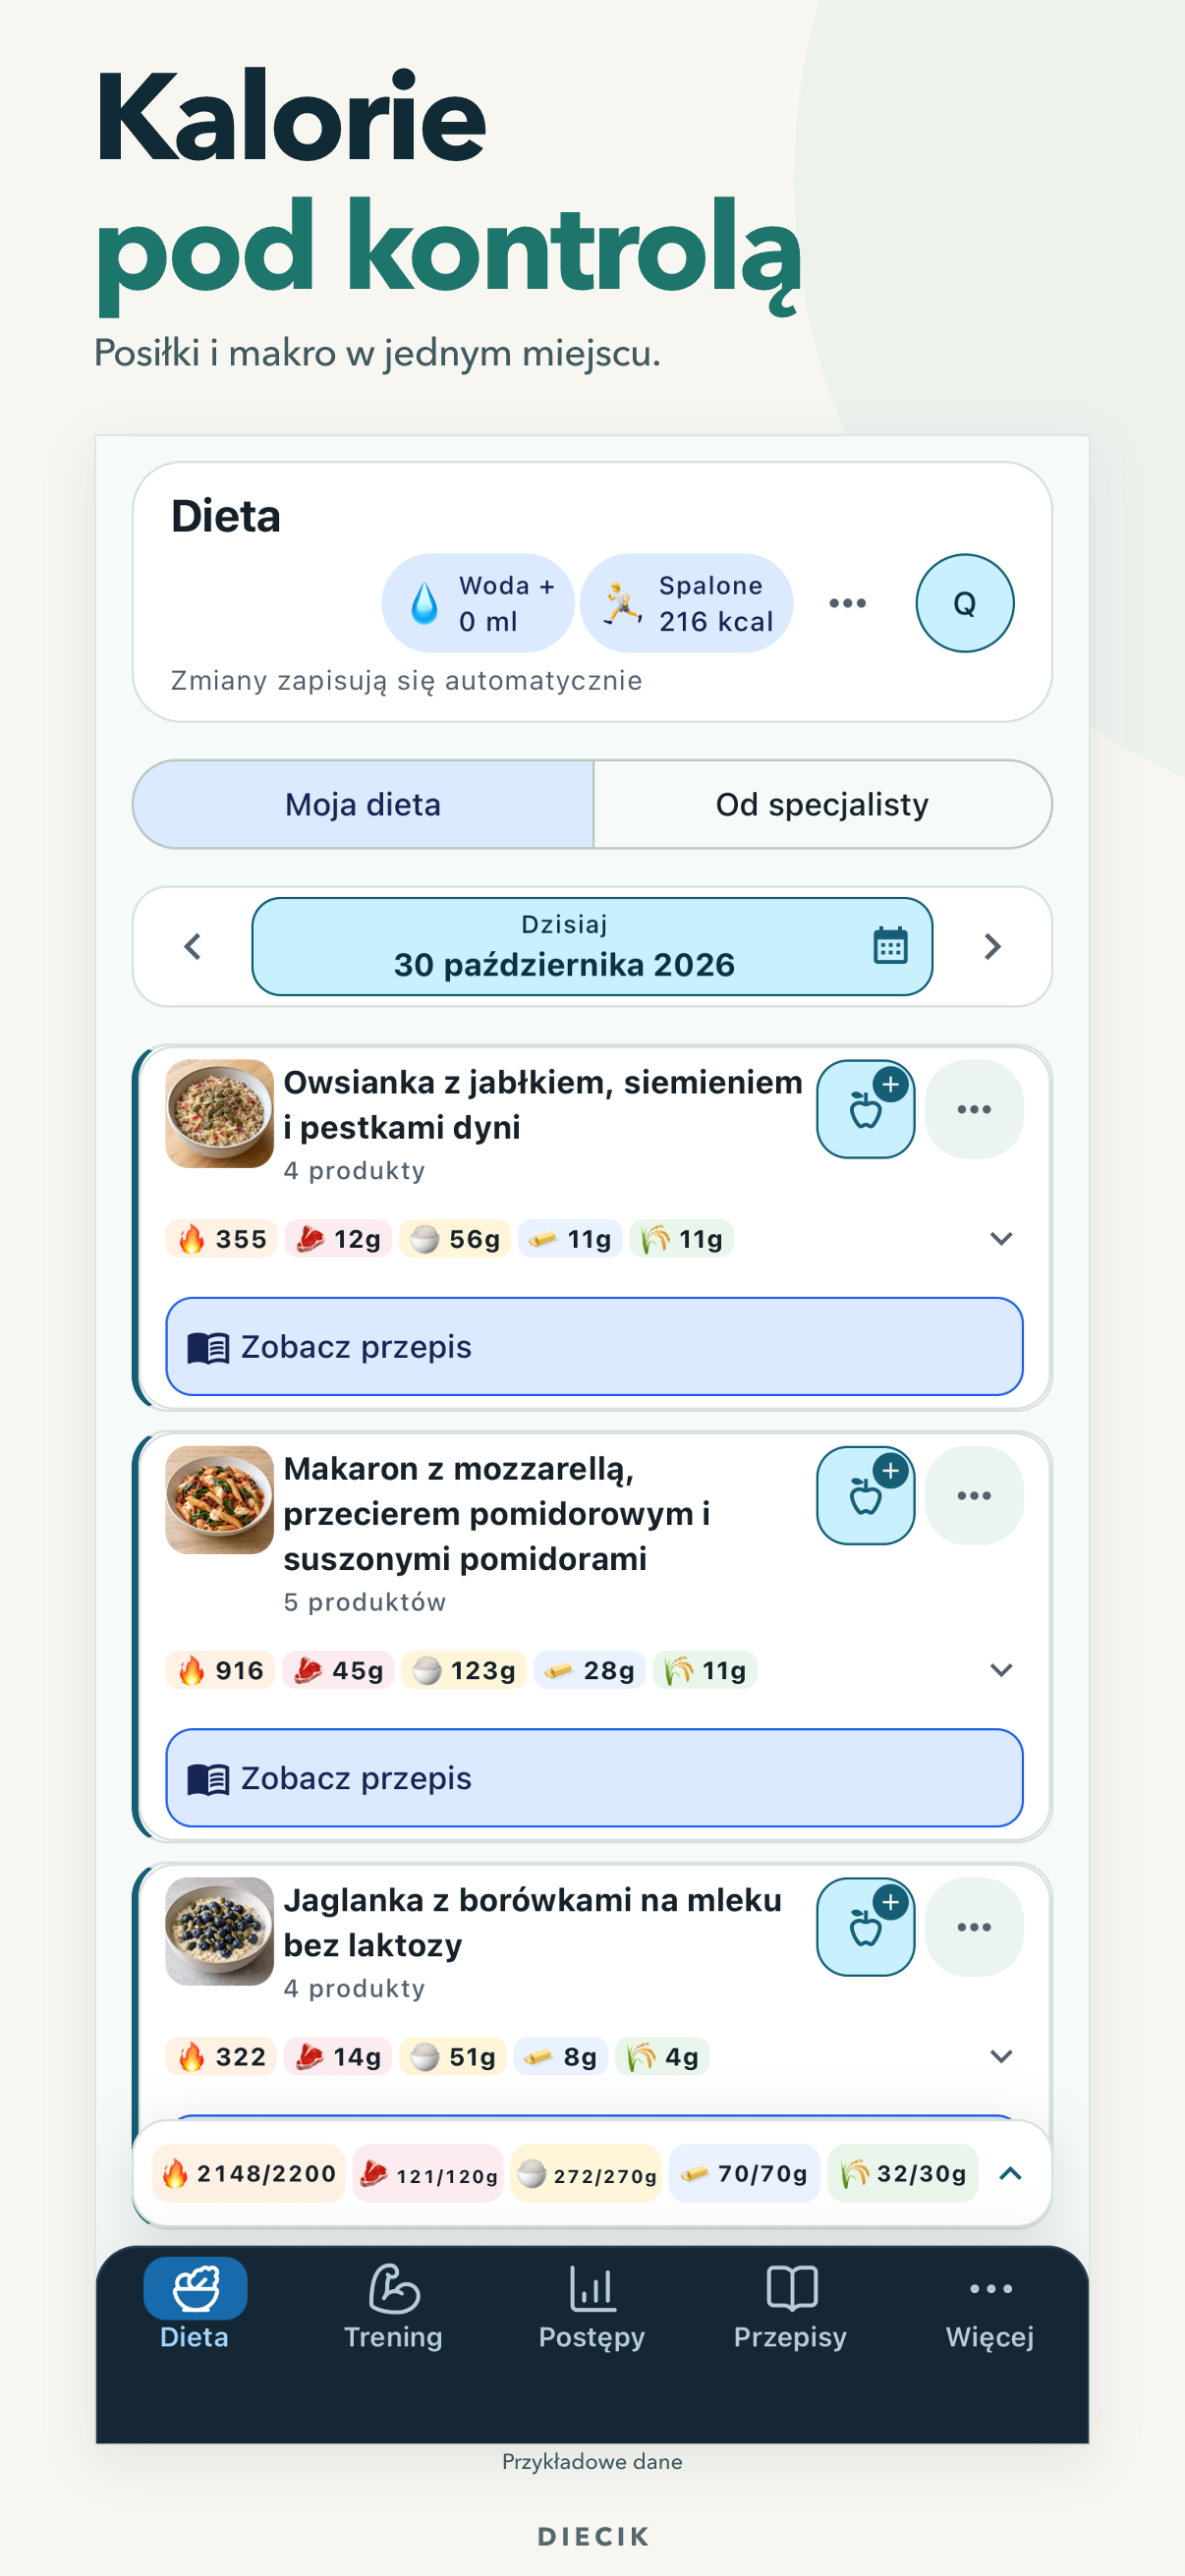 Kalorie
pod kontrolą
Posiłki i makro w jednym miejscu.
Dieta
Woda +
0 ml
Spalone
216 kcal
Q
Zmiany zapisują się automatycznie
Moja dieta
Od specjalisty
Dzisiaj
30 października 2026
Owsianka z jabłkiem, siemieniem
i pestkami dyni
4 produkty
355 12g 56g 11g 11g
Zobacz przepis
Makaron z mozzarellą,
przecierem pomidorowym i
suszonymi pomidorami
5 produktów
916 45g 123g 28g 11g
Zobacz przepis
Jaglanka z borówkami na mleku
bez laktozy
4 produkty
322 14g 51g 8g 4g
2148/2200 121/120g 272/270g 70/70g 32/30g
Dieta Trening Postępy Przepisy Więcej
Przykładowe dane
DIECIK